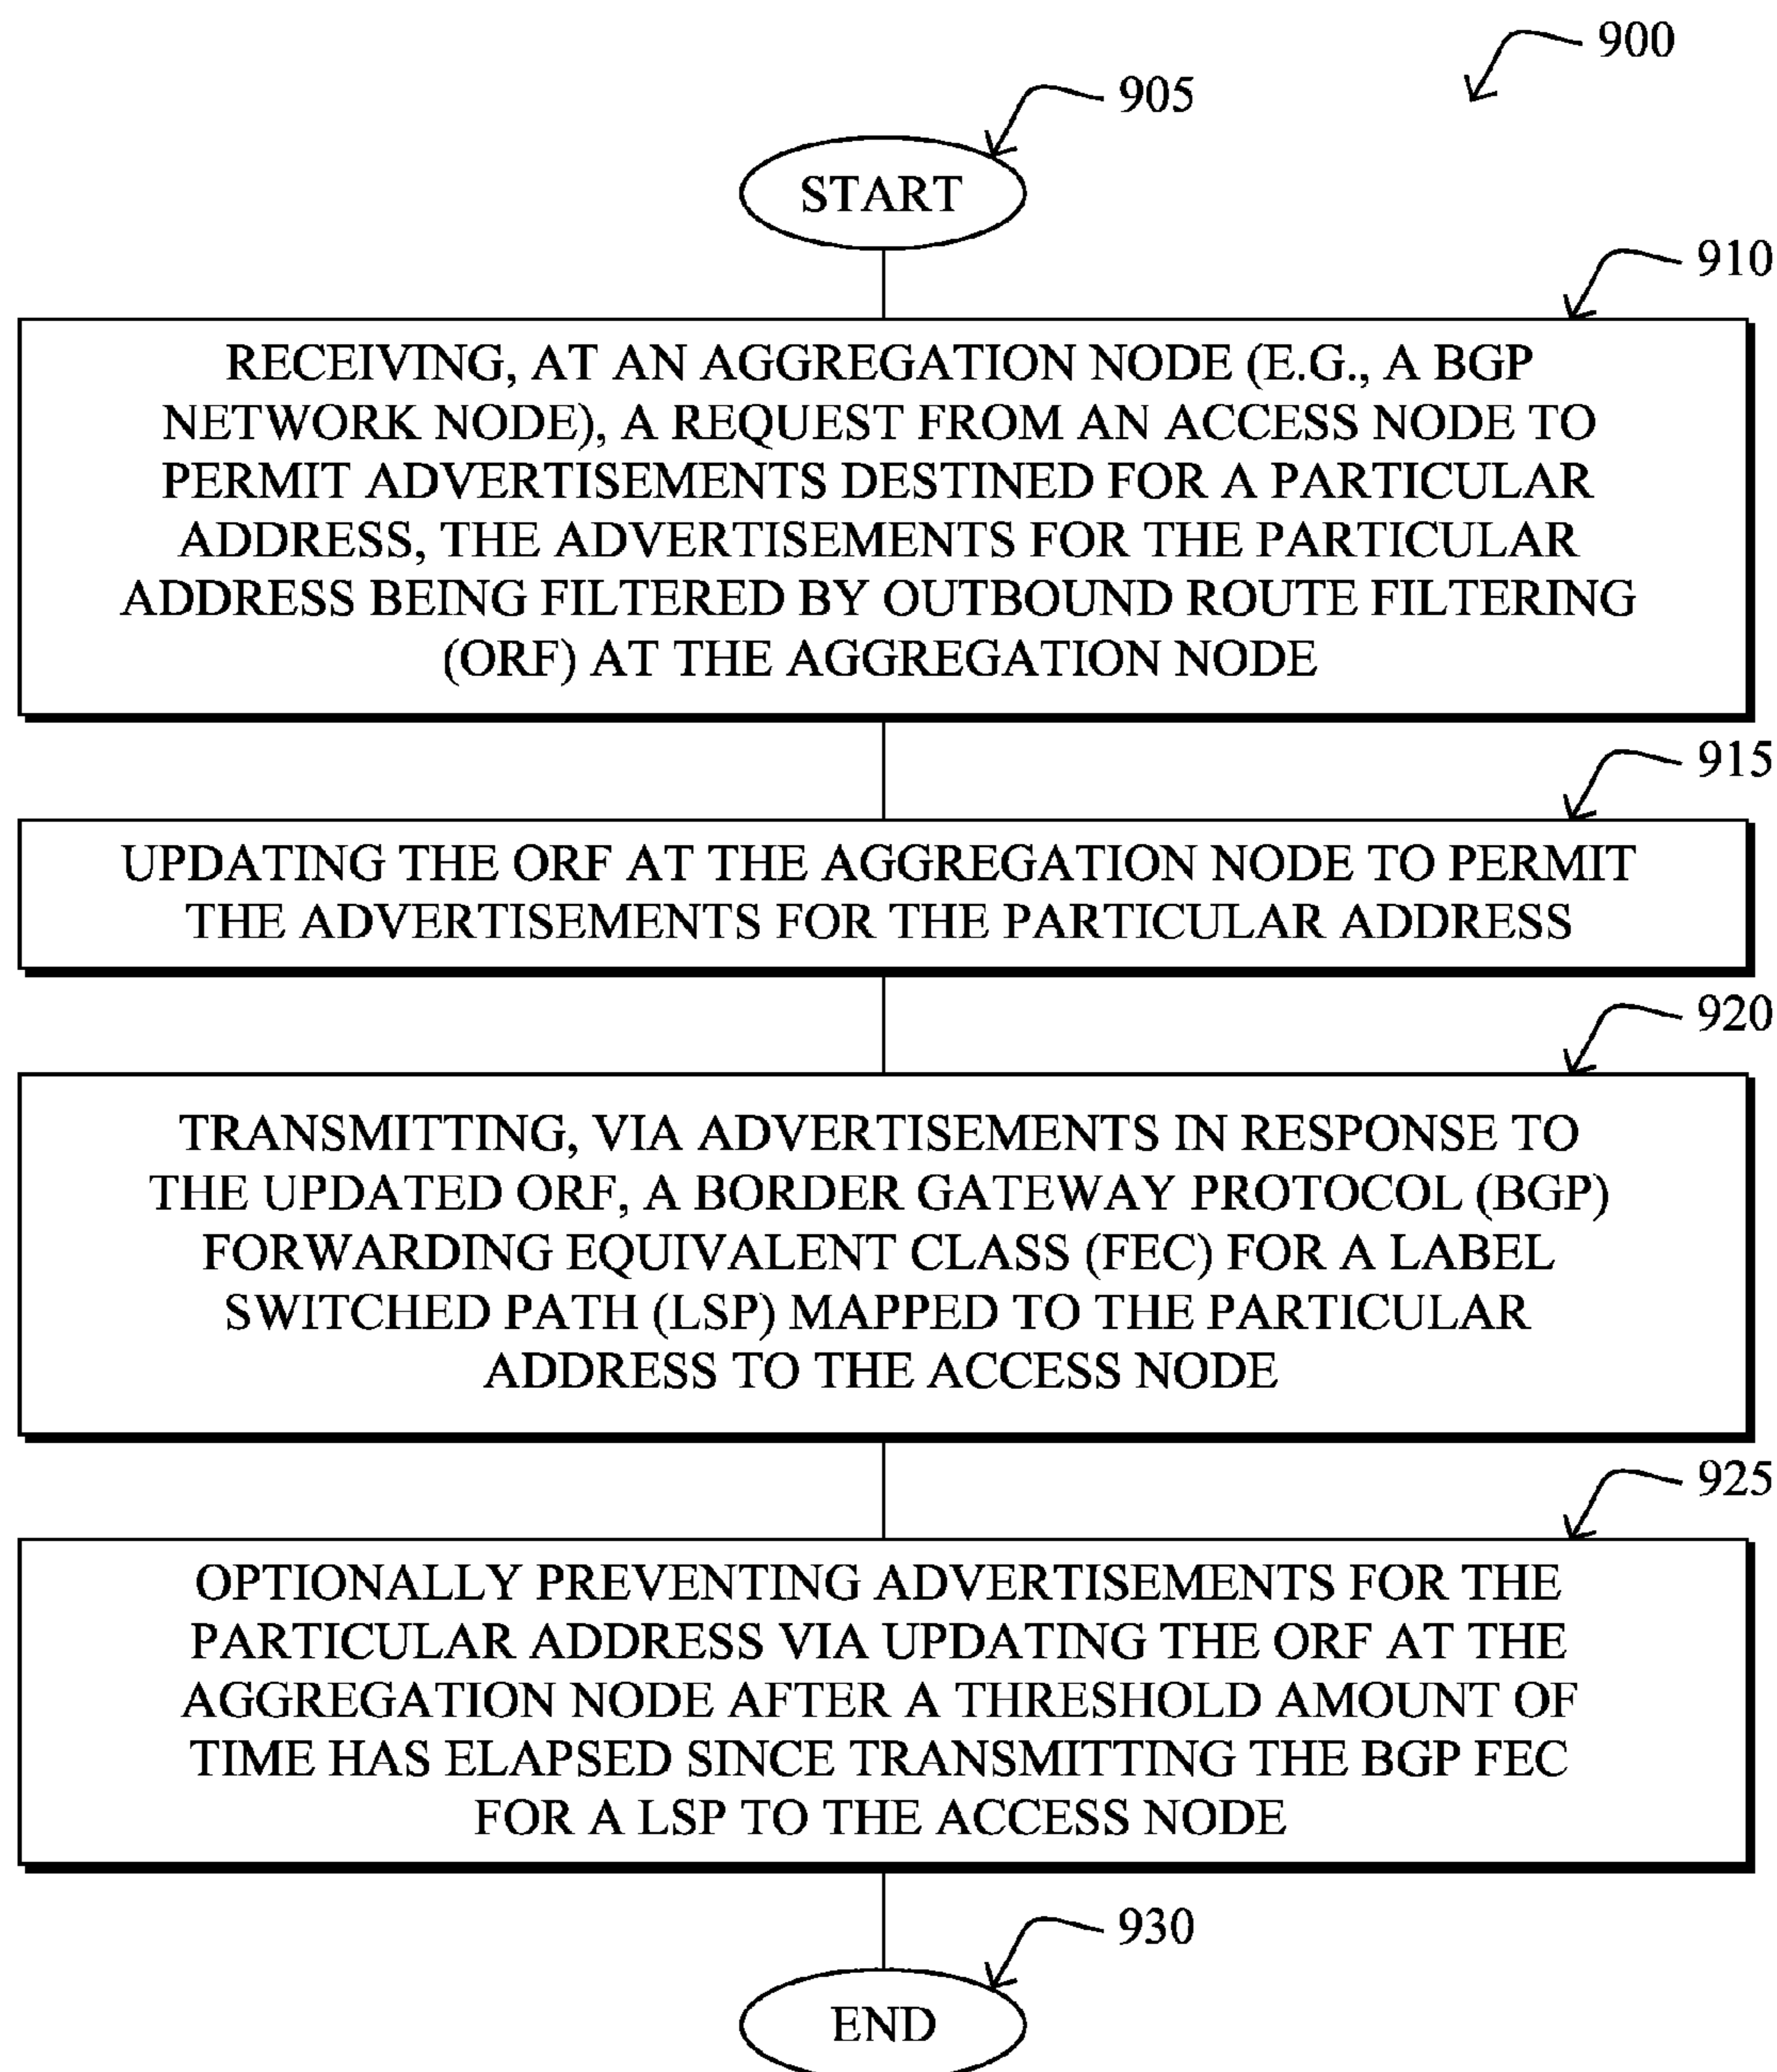 900
905
START
910
RECEIVING, AT AN AGGREGATION NODE (E.G., A BGP
NETWORK NODE), A REQUEST FROM AN ACCESS NODE TO
PERMIT ADVERTISEMENTS DESTINED FOR A PARTICULAR
ADDRESS, THE ADVERTISEMENTS FOR THE PARTICULAR
ADDRESS BEING FILTERED BY OUTBOUND ROUTE FILTERING
(ORF) AT THE AGGREGATION NODE
915
UPDATING THE ORF AT THE AGGREGATION NODE TO PERMIT
THE ADVERTISEMENTS FOR THE PARTICULAR ADDRESS
920
TRANSMITTING, VIA ADVERTISEMENTS IN RESPONSE TO
THE UPDATED ORF, A BORDER GATEWAY PROTOCOL (BGP)
FORWARDING EQUIVALENT CLASS (FEC) FOR A LABEL
SWITCHED PATH (LSP) MAPPED TO THE PARTICULAR
ADDRESS TO THE ACCESS NODE
925
OPTIONALLY PREVENTING ADVERTISEMENTS FOR THE
PARTICULAR ADDRESS VIA UPDATING THE ORF AT THE
AGGREGATION NODE AFTER A THRESHOLD AMOUNT OF
TIME HAS ELAPSED SINCE TRANSMITTING THE BGP FEC
FOR A LSP TO THE ACCESS NODE
930
END